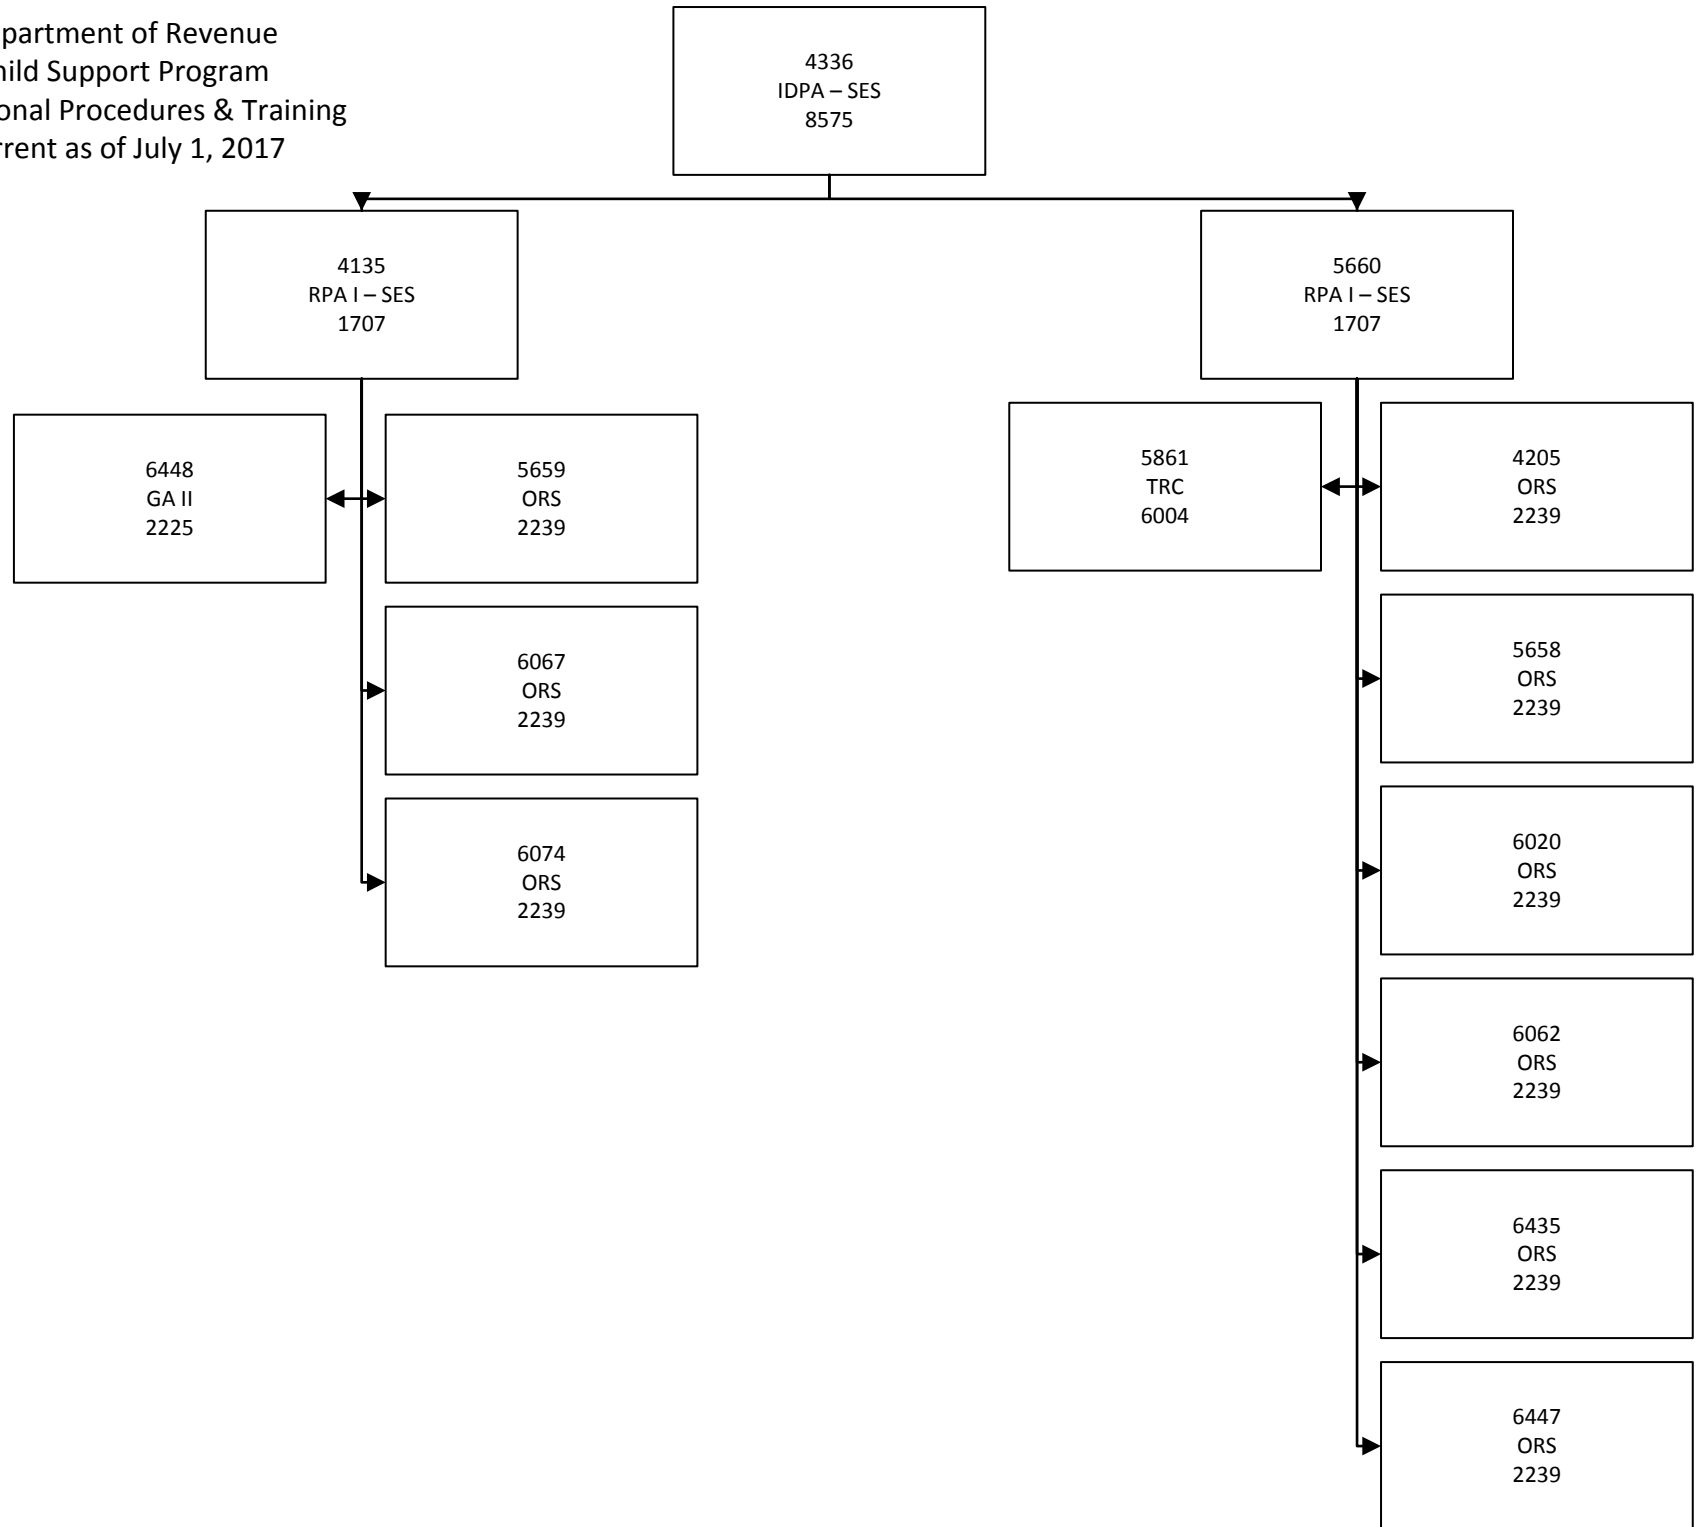 partment of Revenue
hild Support Program
onal Procedures & Training
rrent as of July 1, 2017
4336
IDPA – SES
8575
4135
RPA I – SES
1707
5660
RPA I – SES
1707
6448
GA II
2225
5659
ORS
2239
6067
ORS
2239
6074
ORS
2239
5861
TRC
6004
4205
ORS
2239
5658
ORS
2239
6020
ORS
2239
6062
ORS
2239
6435
ORS
2239
6447
ORS
2239